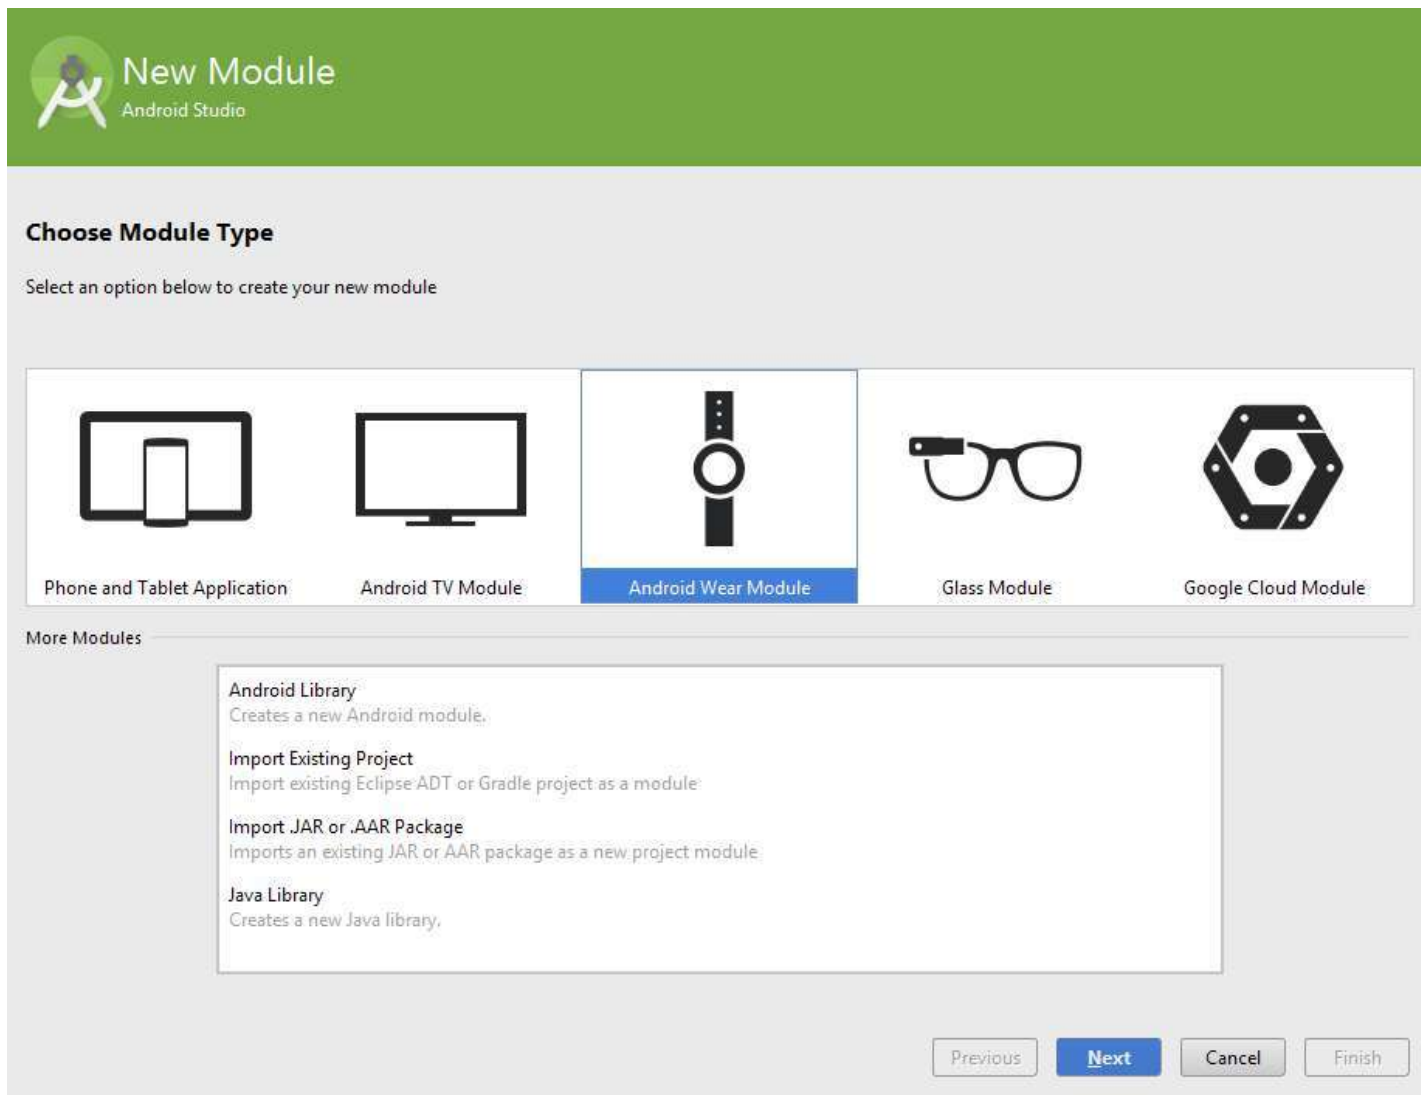 New Module
Android Studio
Choose Module Type
Select an option below to create your new module
Phone and Tablet Application
Android TV Module
Android Wear Module
Glass Module
Google Cloud Module
More Modules
Android Library
Creates a new Android module.
Import Existing Project
Import existing Eclipse ADT or Gradle project as a module
Import .JAR or .AAR Package
Imports an existing JAR or AAR package as a new project module
Java Library
Creates a new Java library.
Previous
Next
Cancel
Finish